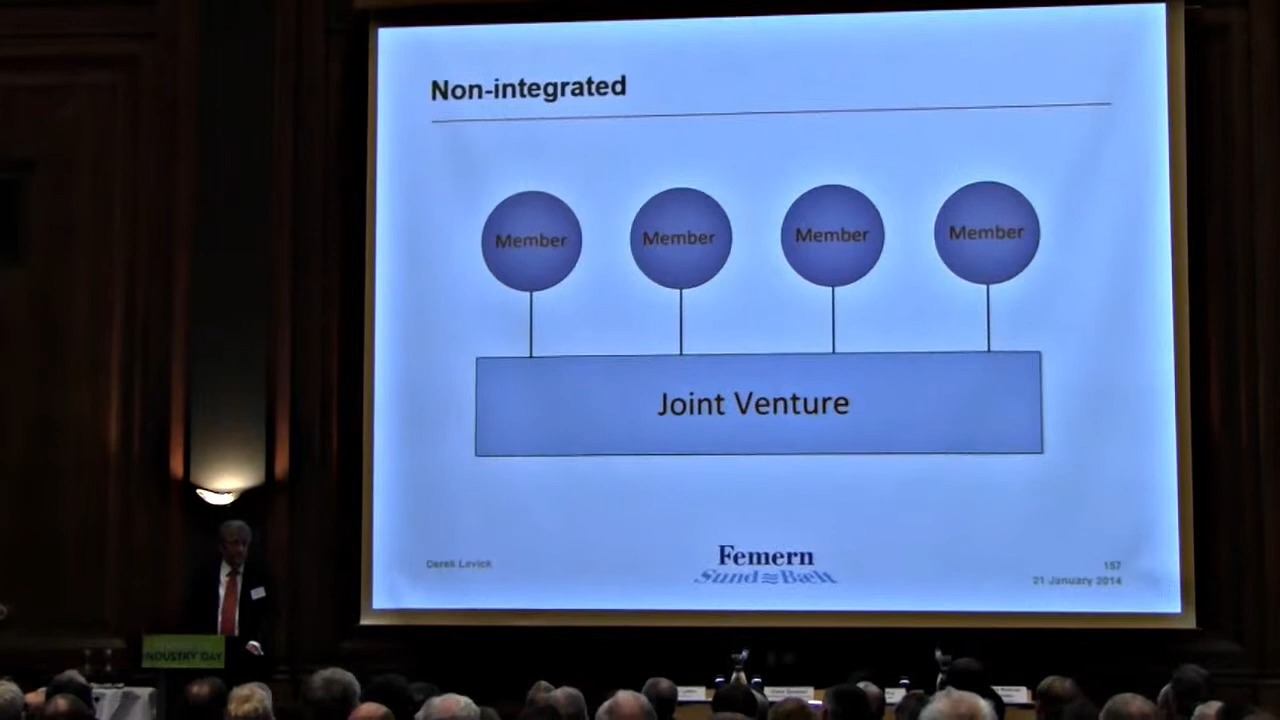 Non-integrated
Member
Member
Member
Member
Joint Venture
Derek Levick
Femern
Sund≈Bælt
157
21 January 2014
INDUSTRY DAY